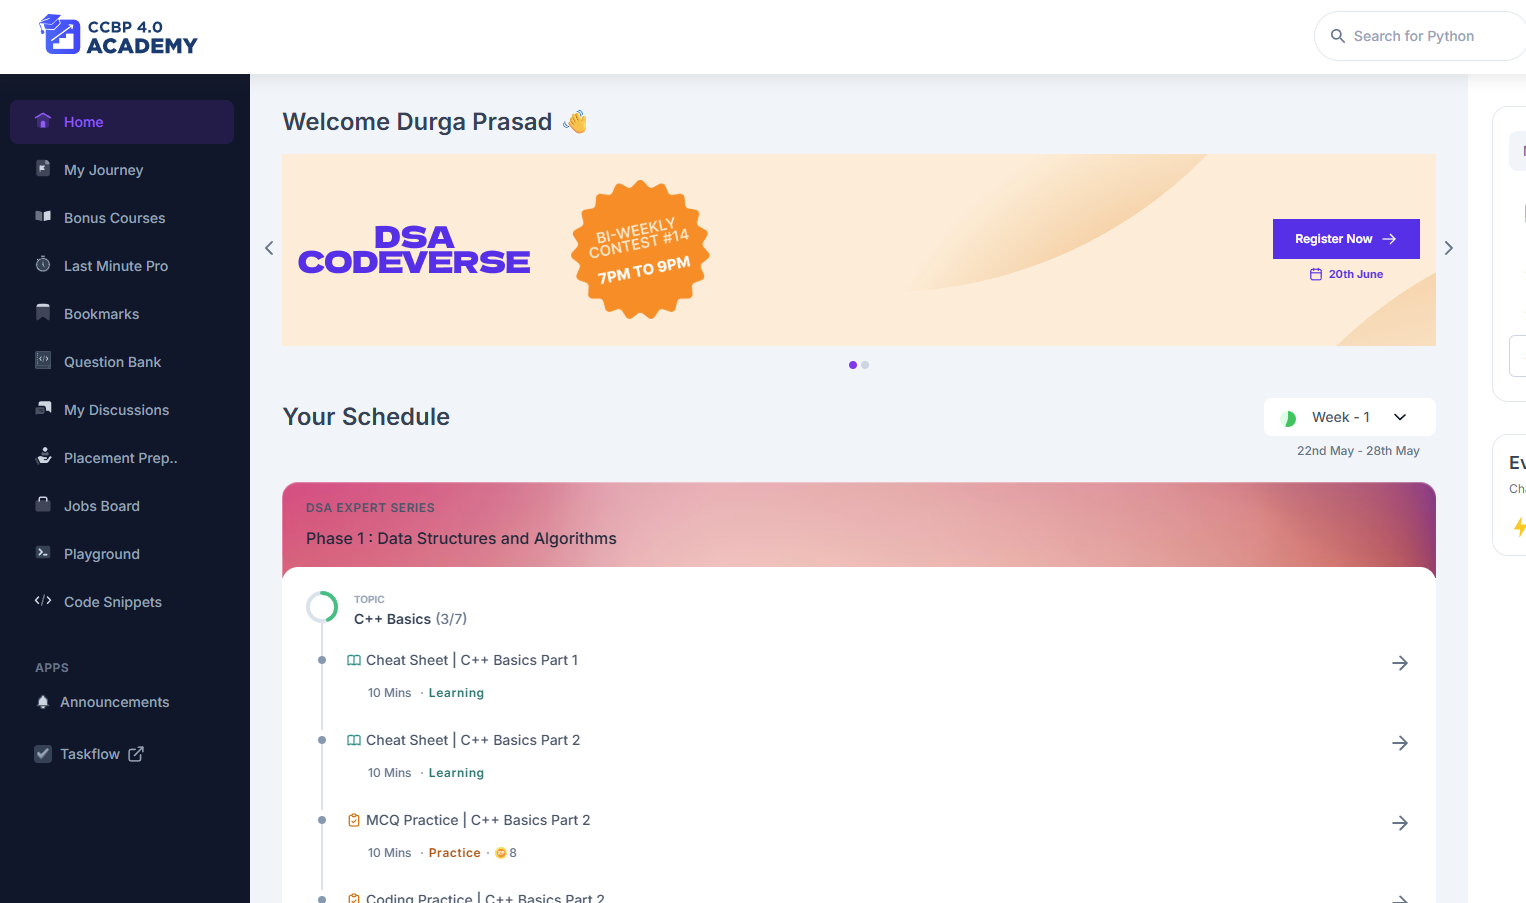 CCBP 4.0
ACADEMY
Search for Python
Home
My Journey
Bonus Courses
Last Minute Pro
Bookmarks
Question Bank
My Discussions
Placement Prep..
Jobs Board
Playground
Code Snippets
APPS
Announcements
Taskflow
Welcome Durga Prasad 👋
DSA
CODEVERSE
BI-WEEKLY
CONTEST #14
7PM TO 9PM
Register Now
20th June
Your Schedule
Week - 1
22nd May - 28th May
DSA EXPERT SERIES
Phase 1 : Data Structures and Algorithms
TOPIC
C++ Basics (3/7)
Cheat Sheet | C++ Basics Part 1
10 Mins · Learning
Cheat Sheet | C++ Basics Part 2
10 Mins · Learning
MCQ Practice | C++ Basics Part 2
10 Mins · Practice · 8
Coding Practice | C++ Basics Part 2
Ev
Cha